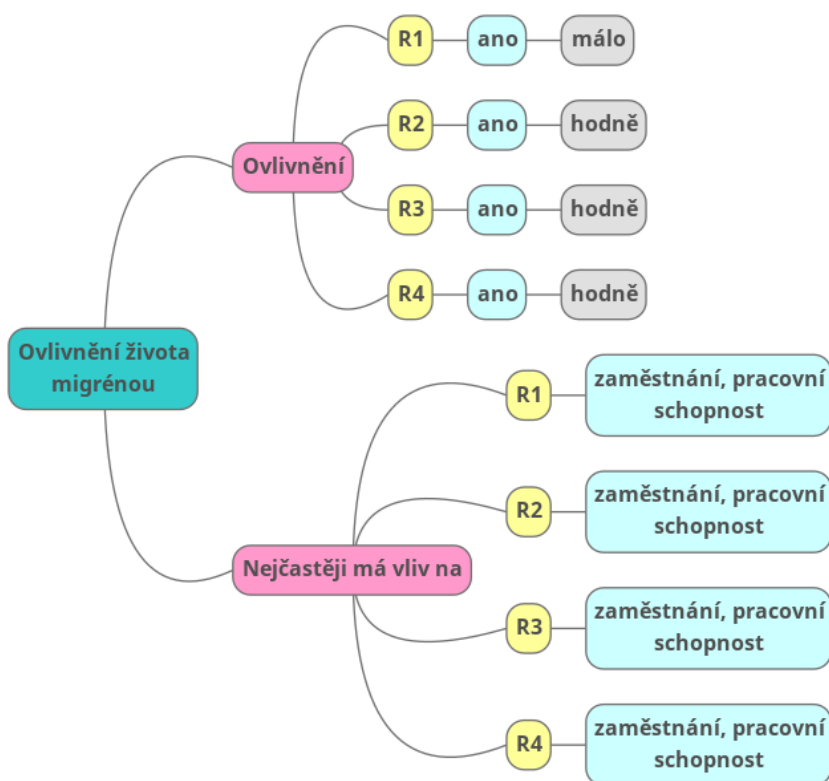 R1 ano málo
R2 ano hodně
Ovlivnění
R3 ano hodně
R4 ano hodně
Ovlivnění života
migrénou
R1 zaměstnání, pracovní
schopnost
R2 zaměstnání, pracovní
schopnost
Nejčastěji má vliv na
R3 zaměstnání, pracovní
schopnost
R4 zaměstnání, pracovní
schopnost